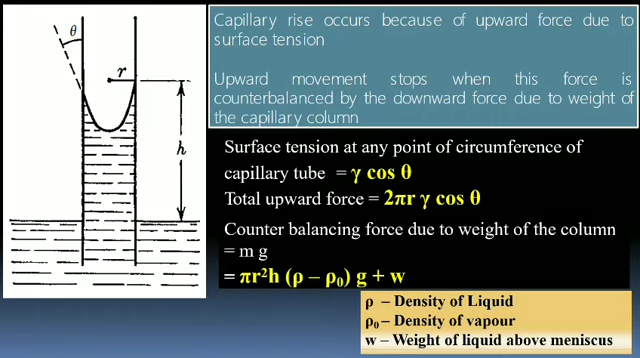 θ
r
h
Capillary rise occurs because of upward force due to
surface tension
Upward movement stops when this force is
counterbalanced by the downward force due to weight of
the capillary column
Surface tension at any point of circumference of
capillary tube = γ cos θ
Total upward force = 2πr γ cos θ
Counter balancing force due to weight of the column
= m g
= πr²h (ρ – ρ₀) g + w
ρ – Density of Liquid
ρ₀ – Density of vapour
w – Weight of liquid above meniscus